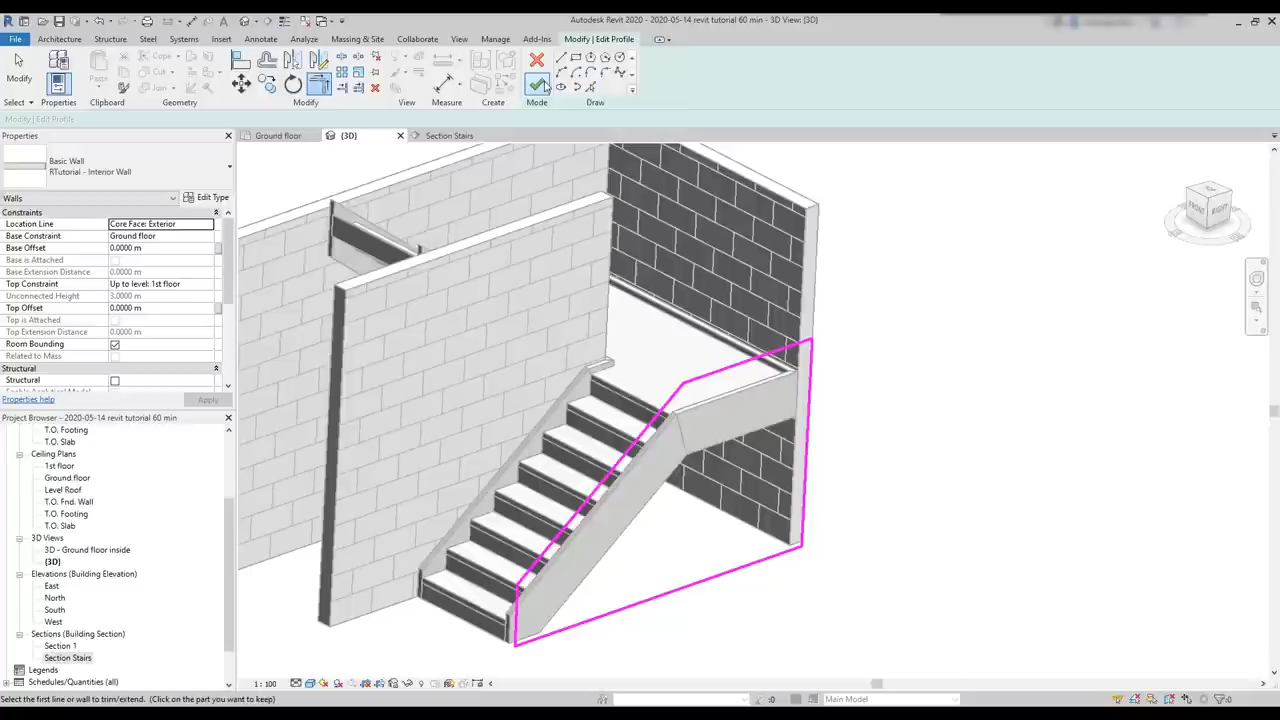 Autodesk Revit 2020 - 2020-05-14 revit tutorial 60 min - 3D View: {3D}
File Architecture Structure Steel Systems Insert Annotate Analyze Massing & Site Collaborate View Manage Add-Ins Modify | Edit Profile
Modify Paste Cope Cut Join
Select Properties Clipboard Geometry Modify View Measure Create Mode Draw
Modify | Edit Profile
Properties
Ground floor {3D} Section Stairs
Basic Wall
RTutorial - Interior Wall
Walls Edit Type
Constraints
Location Line Core Face: Exterior
Base Constraint Ground floor
Base Offset 0.0000 m
Base is Attached
Base Extension Distance 0.0000 m
Top Constraint Up to level: 1st floor
Unconnected Height 3.0000 m
Top Offset 0.0000 m
Top is Attached
Top Extension Distance 0.0000 m
Room Bounding
Related to Mass
Structural
Structural
Properties help Apply
Project Browser - 2020-05-14 revit tutorial 60 min
T.O. Footing
T.O. Slab
Ceiling Plans
1st floor
Ground floor
Level Roof
T.O. Fnd. Wall
T.O. Footing
T.O. Slab
3D Views
3D - Ground floor inside
{3D}
Elevations (Building Elevation)
East
North
South
West
Sections (Building Section)
Section 1
Section Stairs
Legends
Schedules/Quantities (all)
FRONT RIGHT
1 : 100
Select the first line or wall to trim/extend. (Click on the part you want to keep) :0 Main Model :0